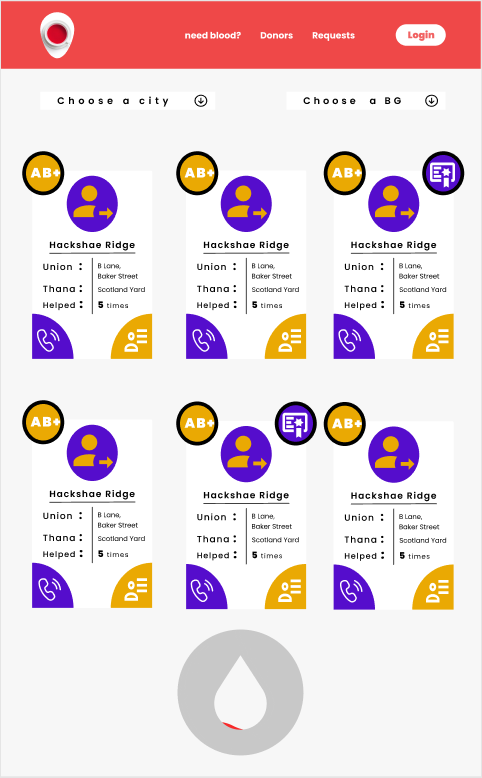 need blood? Donors Requests Login
Choose a city Choose a BG
AB+ AB+ AB+
Hackshae Ridge Hackshae Ridge Hackshae Ridge
Union : B Lane, Union : B Lane, Union : B Lane,
Baker Street Baker Street Baker Street
Thana : Scotland Yard Thana : Scotland Yard Thana : Scotland Yard
Helped : 5 times Helped : 5 times Helped : 5 times
AB+ AB+ AB+
Hackshae Ridge Hackshae Ridge Hackshae Ridge
Union : B Lane, Union : B Lane, Union : B Lane,
Baker Street Baker Street Baker Street
Thana : Scotland Yard Thana : Scotland Yard Thana : Scotland Yard
Helped : 5 times Helped : 5 times Helped : 5 times